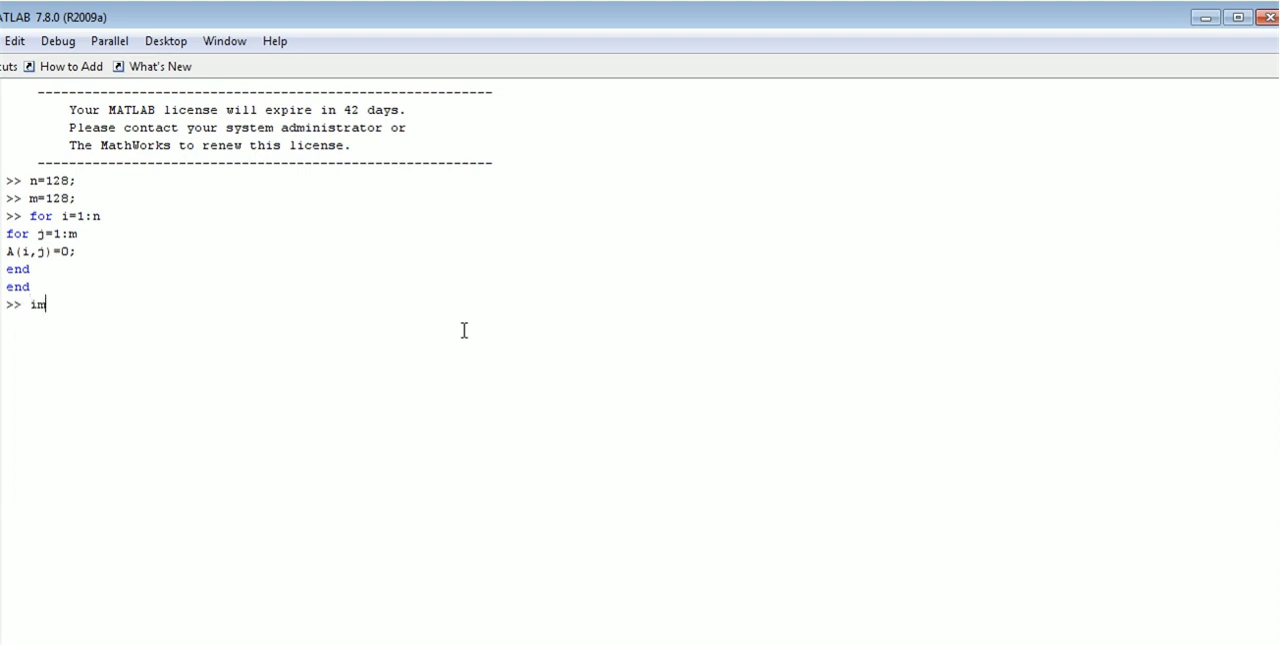 ATLAB 7.8.0 (R2009a)
Edit Debug Parallel Desktop Window Help
cuts How to Add What's New
----------------------------------------------------------
Your MATLAB license will expire in 42 days.
Please contact your system administrator or
The MathWorks to renew this license.
----------------------------------------------------------
>> n=128;
>> m=128;
>> for i=1:n
for j=1:m
A(i,j)=0;
end
end
>> im